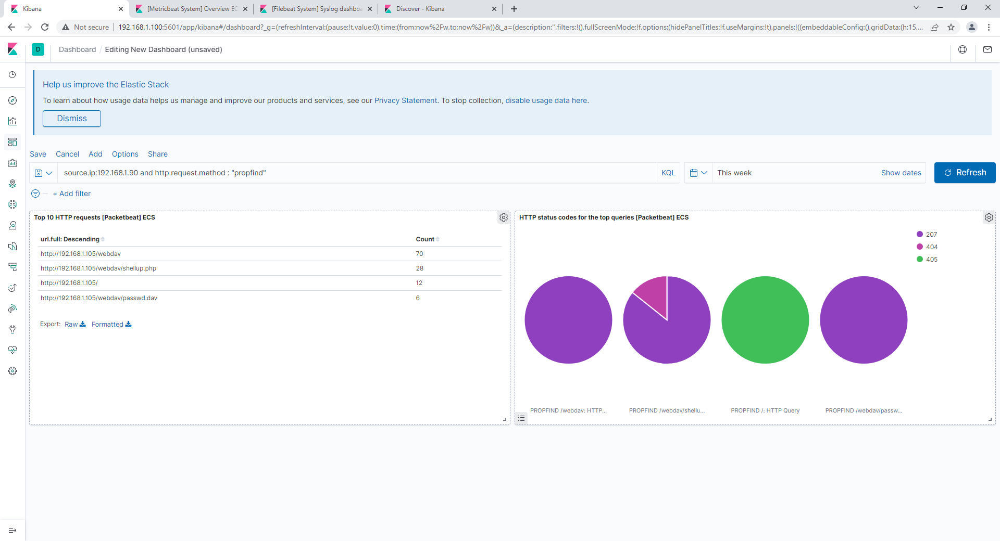 Kibana
[Metricbeat System] Overview EC
[Filebeat System] Syslog dashboa
Discover - Kibana
Not secure
192.168.1.100:5601/app/kibana#/dashboard?_g=(refreshInterval:(pause:!t,value:0),time:(from:now%2Fw,to:now%2Fw))&_a=(description:'',filters:!(),fullScreenMode:!f,options:(hidePanelTitles:!f,useMargins:!t),panels:!((embeddableConfig:(),gridData:(h:15,...
D
Dashboard / Editing New Dashboard (unsaved)
Help us improve the Elastic Stack
To learn about how usage data helps us manage and improve our products and services, see our Privacy Statement. To stop collection, disable usage data here.
Dismiss
Save Cancel Add Options Share
source.ip:192.168.1.90 and http.request.method : "propfind"
KQL
This week
Show dates
Refresh
+ Add filter
Top 10 HTTP requests [Packetbeat] ECS
url.full: Descending Count
http://192.168.1.105/webdav 70
http://192.168.1.105/webdav/shellup.php 28
http://192.168.1.105/ 12
http://192.168.1.105/webdav/passwd.dav 6
Export: Raw Formatted
HTTP status codes for the top queries [Packetbeat] ECS
207
404
405
PROPFIND /webdav: HTTP...
PROPFIND /webdav/shellu...
PROPFIND /: HTTP Query
PROPFIND /webdav/passw...